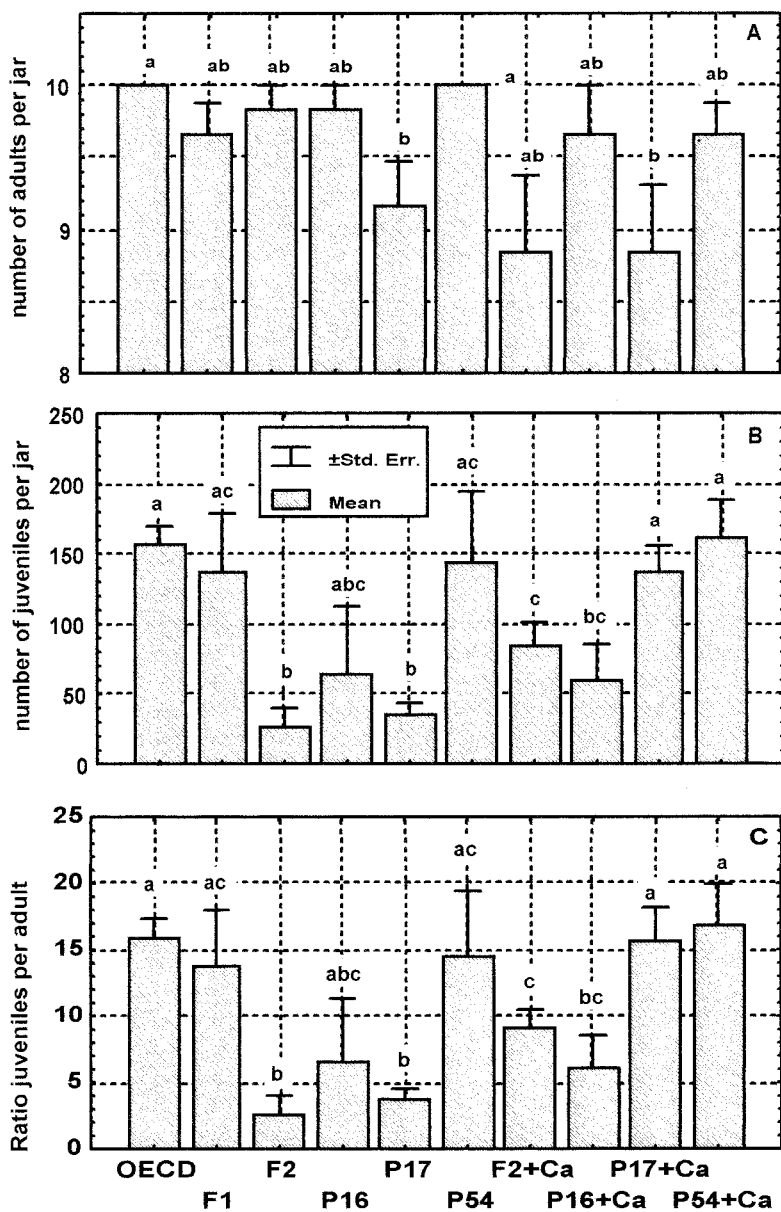 A
number of adults per jar
10
9
8
a
ab
ab
ab
b
a
ab
ab
b
ab
B
number of juveniles per jar
250
200
150
100
50
0
±Std. Err.
Mean
a
ac
b
abc
b
ac
c
bc
a
a
C
Ratio juveniles per adult
25
20
15
10
5
0
a
ac
b
abc
b
ac
c
bc
a
a
OECD F2 P17 F2+Ca P17+Ca
F1 P16 P54 P16+Ca P54+Ca